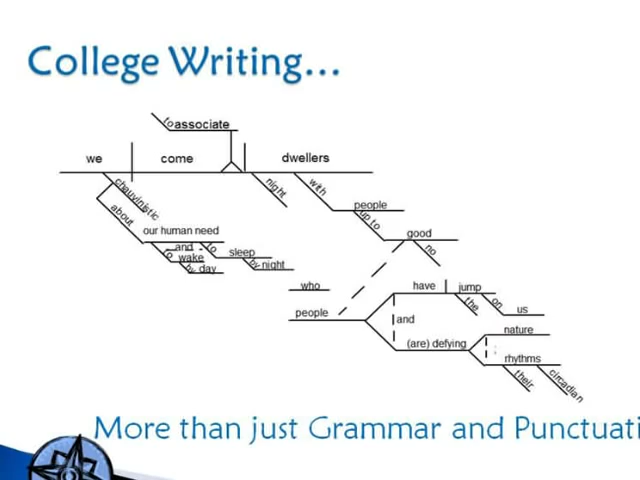 College Writing...
to associate
we come dwellers
chauvinistic night with
about people
our human need up to good
and to sleep no
to wake by night
by day
who have jump
people the on us
and nature
(are) defying
rhythms
their circadian
More than just Grammar and Punctuati